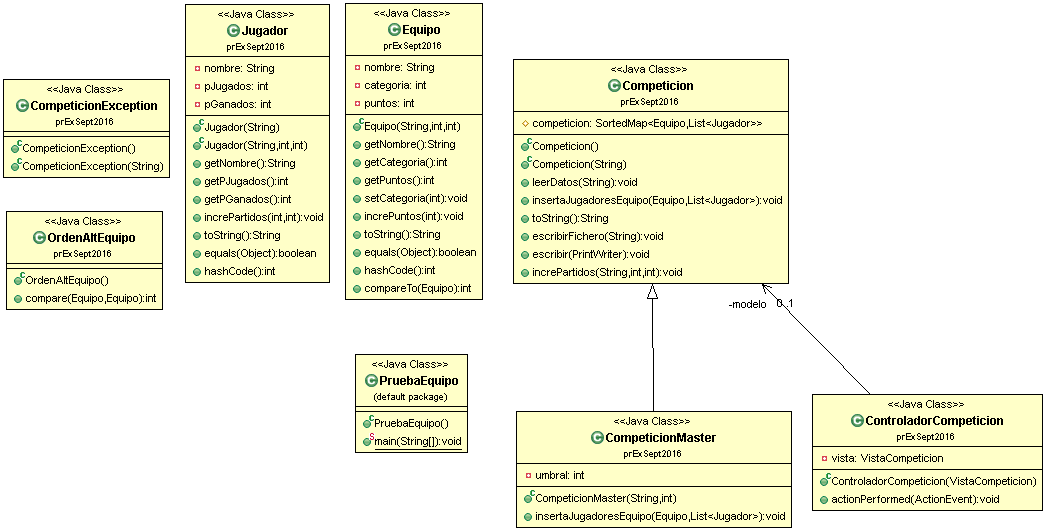 <<Java Class>>
CompeticionException
prExSept2016
CompeticionException()
CompeticionException(String)
<<Java Class>>
OrdenAltEquipo
prExSept2016
OrdenAltEquipo()
compare(Equipo,Equipo):int
<<Java Class>>
Jugador
prExSept2016
nombre: String
pJugados: int
pGanados: int
Jugador(String)
Jugador(String,int,int)
getNombre():String
getPJugados():int
getPGanados():int
increPartidos(int,int):void
toString():String
equals(Object):boolean
hashCode():int
<<Java Class>>
Equipo
prExSept2016
nombre: String
categoria: int
puntos: int
Equipo(String,int,int)
getNombre():String
getCategoria():int
getPuntos():int
setCategoria(int):void
increPuntos(int):void
toString():String
equals(Object):boolean
hashCode():int
compareTo(Equipo):int
<<Java Class>>
Competicion
prExSept2016
competicion: SortedMap<Equipo,List<Jugador>>
Competicion()
Competicion(String)
leerDatos(String):void
insertaJugadoresEquipo(Equipo,List<Jugador>):void
toString():String
escribirFichero(String):void
escribir(PrintWriter):void
increPartidos(String,int,int):void
-modelo 0..1
<<Java Class>>
PruebaEquipo
(default package)
PruebaEquipo()
main(String[]):void
<<Java Class>>
CompeticionMaster
prExSept2016
umbral: int
CompeticionMaster(String,int)
insertaJugadoresEquipo(Equipo,List<Jugador>):void
<<Java Class>>
ControladorCompeticion
prExSept2016
vista: VistaCompeticion
ControladorCompeticion(VistaCompeticion)
actionPerformed(ActionEvent):void